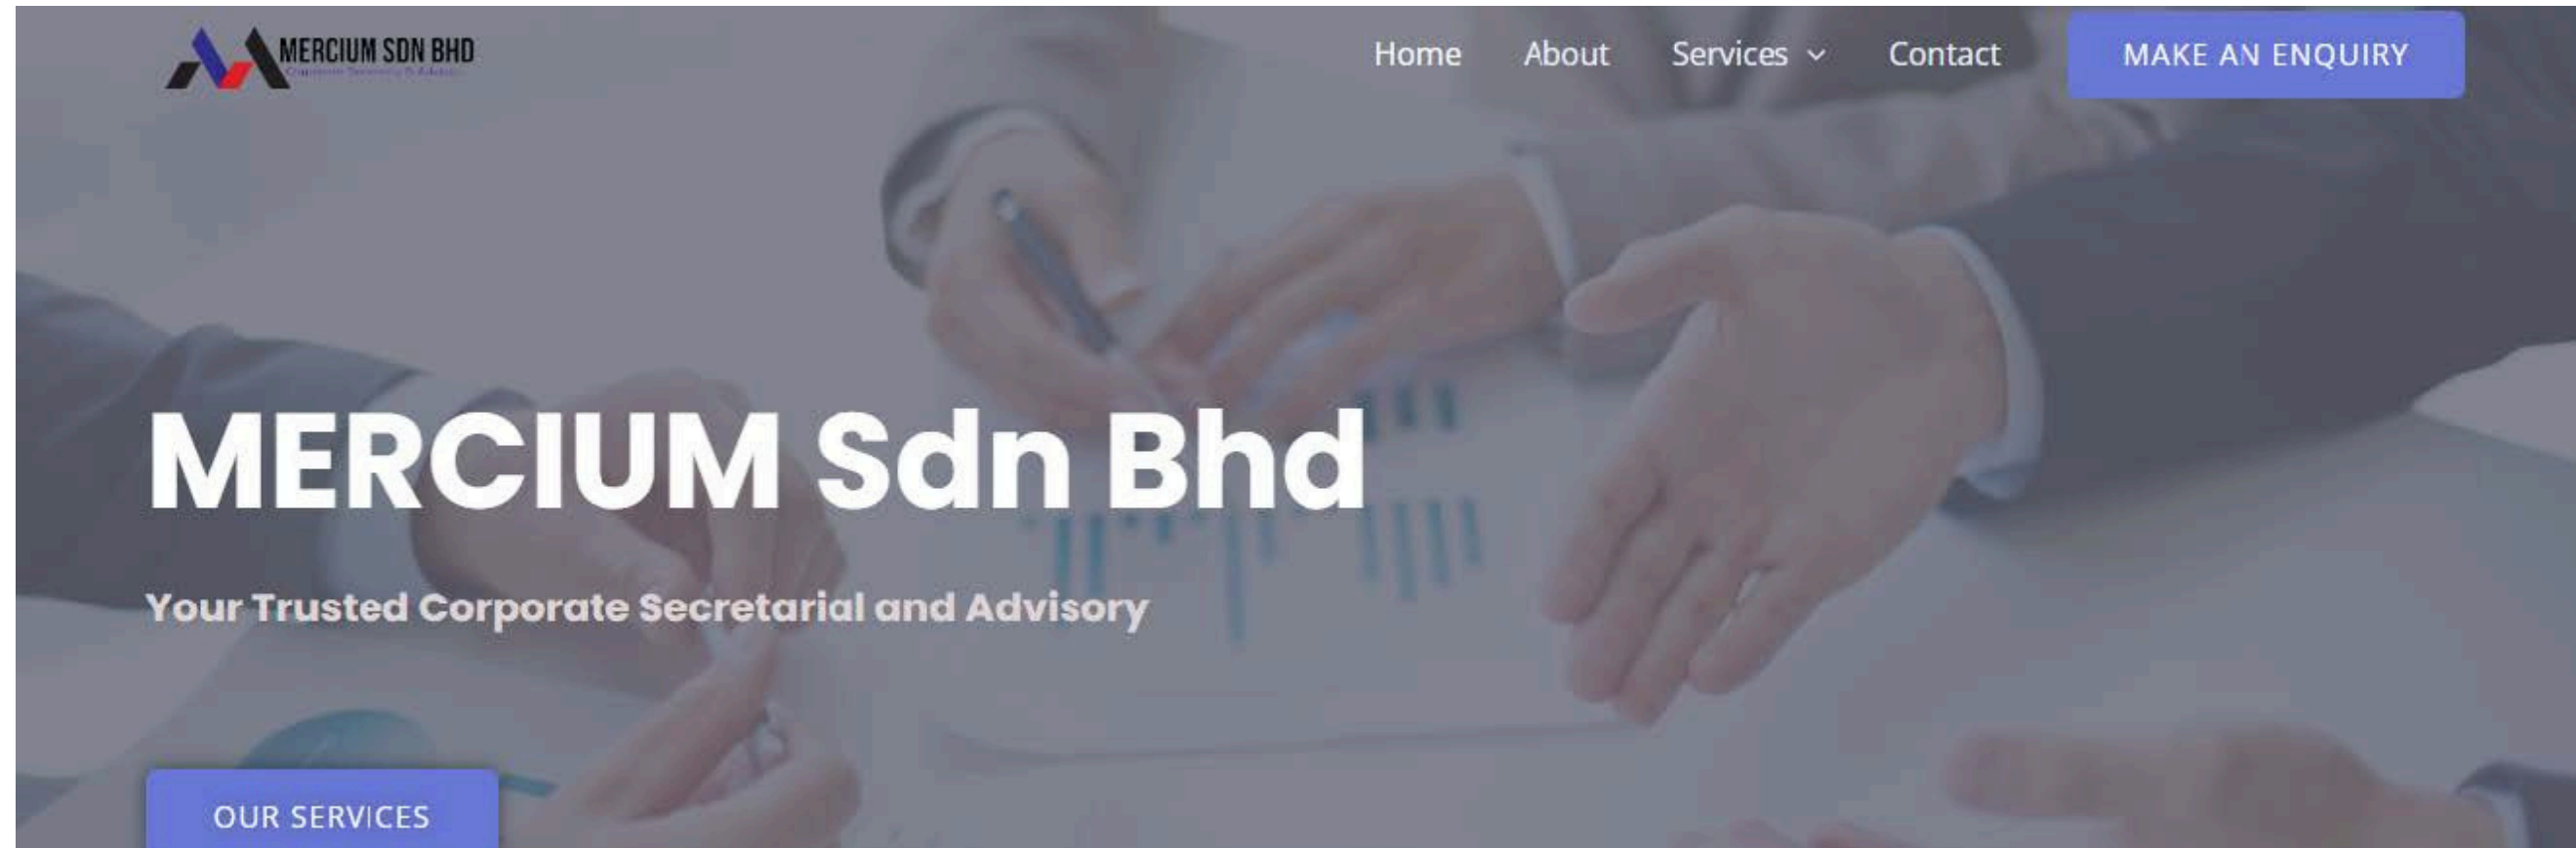 MERCIUM SDN BHD
Home
About
Services
Contact
MAKE AN ENQUIRY
MERCIUM Sdn Bhd
Your Trusted Corporate Secretarial and Advisory
OUR SERVICES